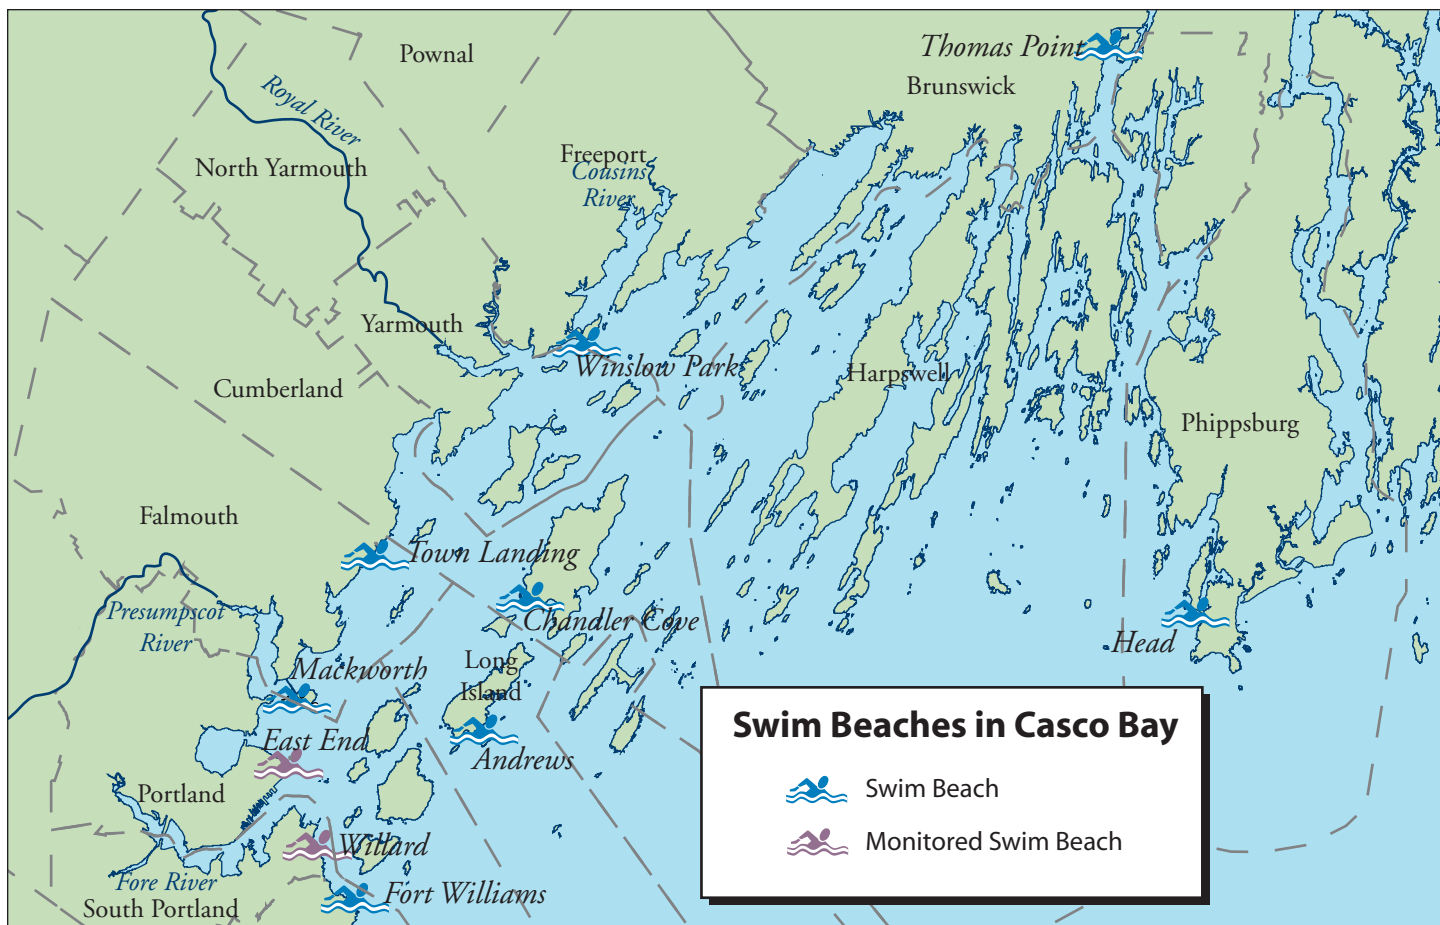 Thomas Point
Pownal
Brunswick
Royal River
Freeport
North Yarmouth
Cousins
River
Yarmouth
Winslow Park
Harpswell
Cumberland
Phippsburg
Falmouth
Town Landing
Presumpscot
River
Chandler Cove
Head
Mackworth
Long
Island
East End
Andrews
Swim Beaches in Casco Bay
Swim Beach
Monitored Swim Beach
Portland
Willard
Fore River
South Portland
Fort Williams